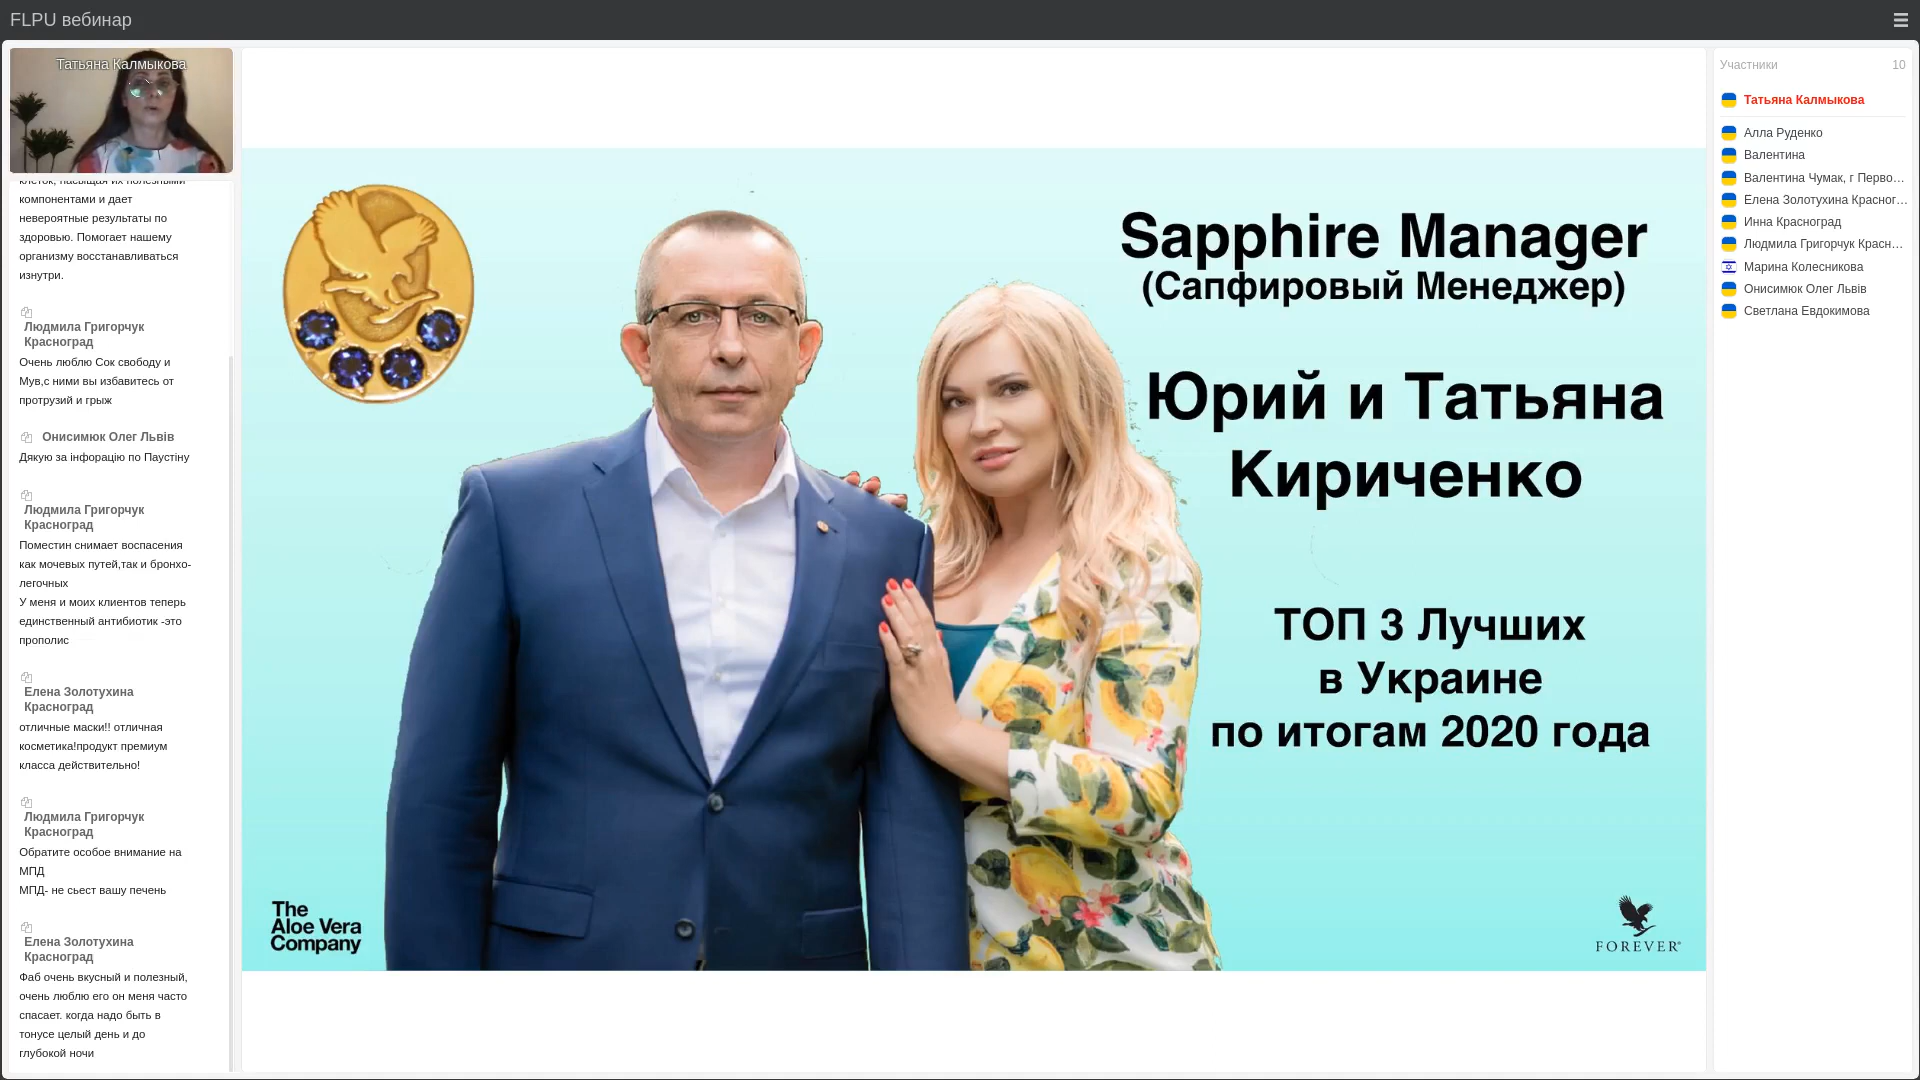 FLPU вебинар
Татьяна Калмыкова
клеток, насыщая их полезными
компонентами и дает
невероятные результаты по
здоровью. Помогает нашему
организму восстанавливаться
изнутри.
Людмила Григорчук
Красноград
Очень люблю Сок свободу и
Мув,с ними вы избавитесь от
протрузий и грыж
Онисимюк Олег Львів
Дякую за інфорацію по Паустіну
Людмила Григорчук
Красноград
Поместин снимает воспасения
как мочевых путей,так и бронхо-
легочных
У меня и моих клиентов теперь
единственный антибиотик -это
прополис
Елена Золотухина
Красноград
отличные маски!! отличная
косметика!продукт премиум
класса действительно!
Людмила Григорчук
Красноград
Обратите особое внимание на
МПД
МПД- не сьест вашу печень
Елена Золотухина
Красноград
Фаб очень вкусный и полезный,
очень люблю его он меня часто
спасает. когда надо быть в
тонусе целый день и до
глубокой ночи
Sapphire Manager
(Сапфировый Менеджер)
Юрий и Татьяна
Кириченко
ТОП 3 Лучших
в Украине
по итогам 2020 года
The
Aloe Vera
Company
FOREVER®
Участники 10
Татьяна Калмыкова
Алла Руденко
Валентина
Валентина Чумак, г Перво...
Елена Золотухина Красног...
Инна Красноград
Людмила Григорчук Красн...
Марина Колесникова
Онисимюк Олег Львів
Светлана Евдокимова